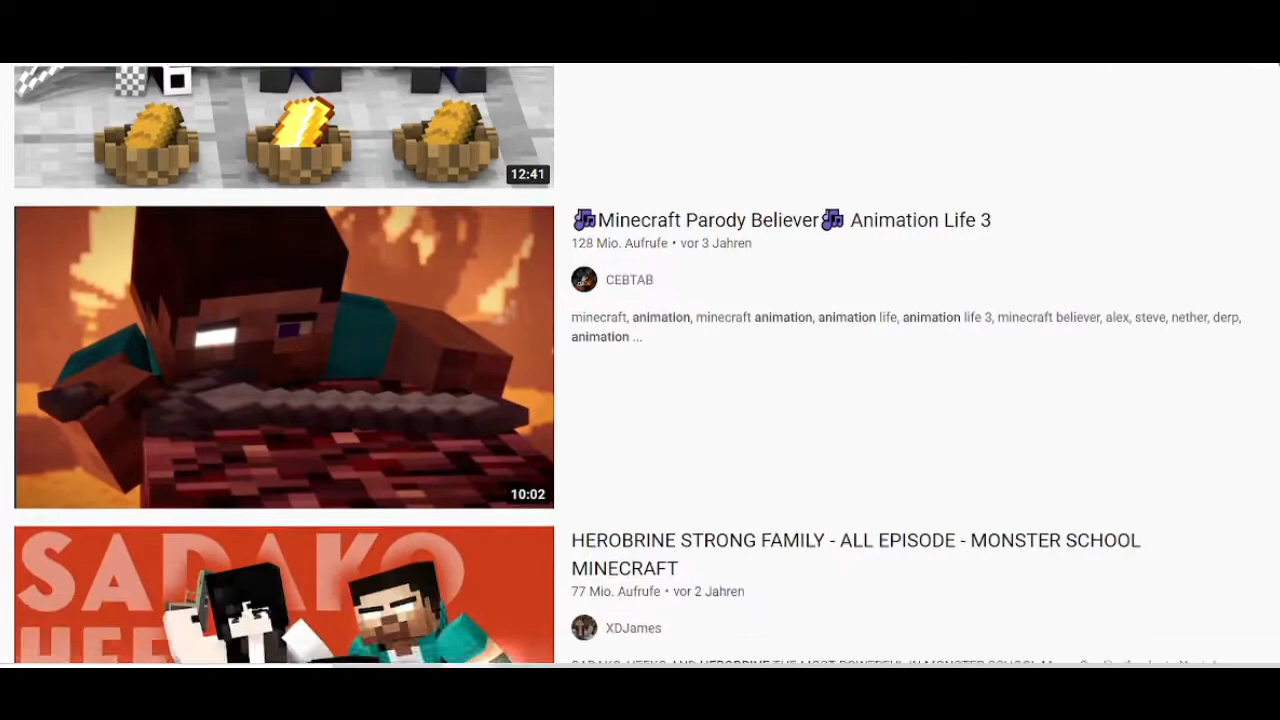 12:41
Minecraft Parody Believer Animation Life 3
128 Mio. Aufrufe • vor 3 Jahren
CEBTAB
minecraft, animation, minecraft animation, animation life, animation life 3, minecraft believer, alex, steve, nether, derp,
animation ...
10:02
SADAKO
HEROBRINE STRONG FAMILY - ALL EPISODE - MONSTER SCHOOL
MINECRAFT
77 Mio. Aufrufe • vor 2 Jahren
XDJames